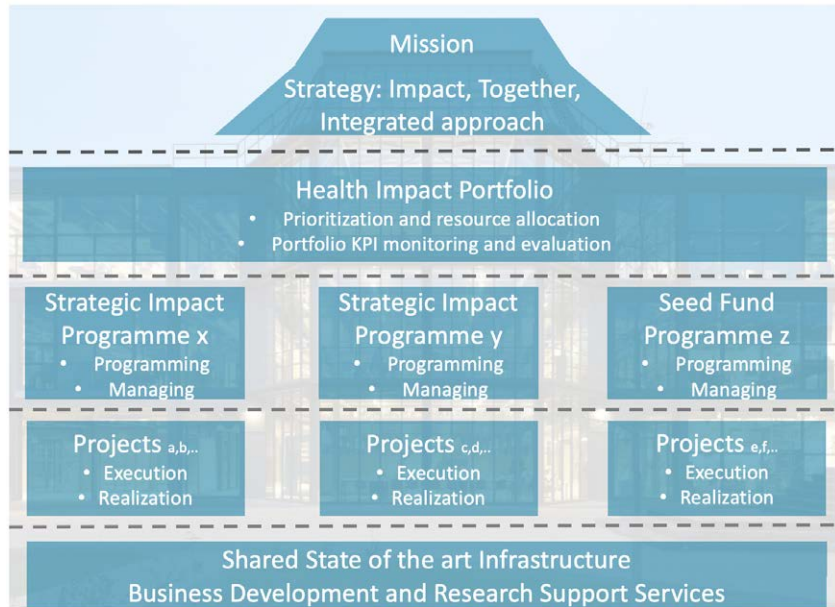 Mission
Strategy: Impact, Together,
Integrated approach
Health Impact Portfolio
• Prioritization and resource allocation
• Portfolio KPI monitoring and evaluation
Strategic Impact
Programme x
• Programming
• Managing
Strategic Impact
Programme y
• Programming
• Managing
Seed Fund
Programme z
• Programming
• Managing
Projects a,b,..
• Execution
• Realization
Projects c,d,..
• Execution
• Realization
Projects e,f,..
• Execution
• Realization
Shared State of the art Infrastructure
Business Development and Research Support Services